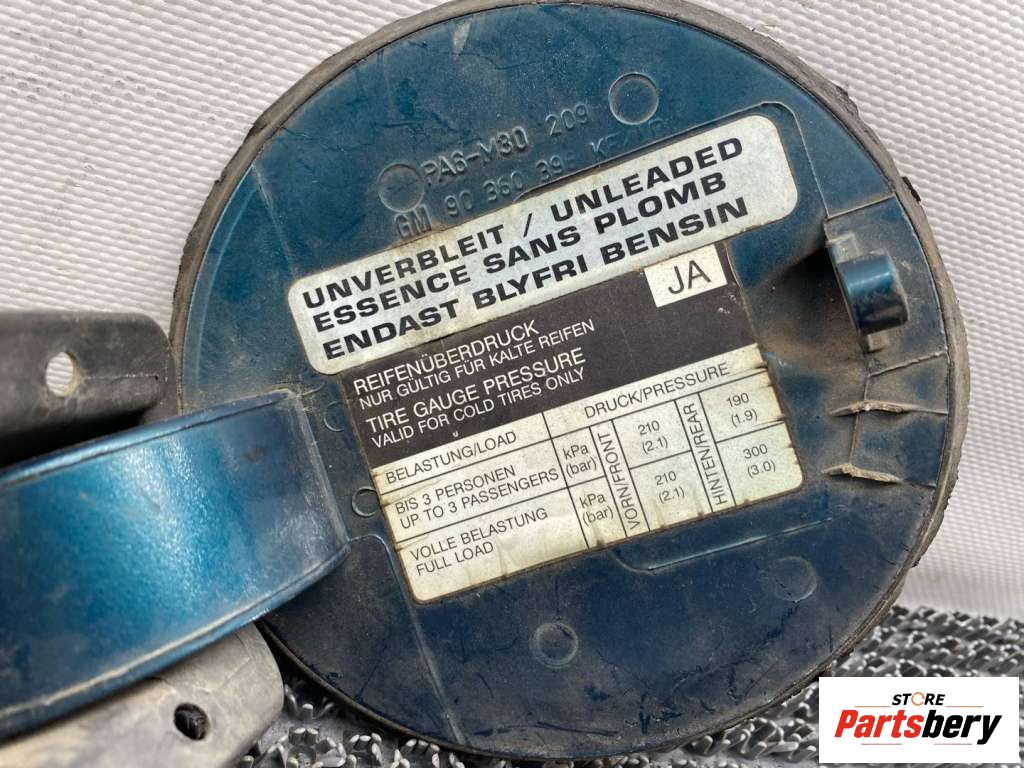 PA6-M30 209
GM 90 360 396
UNVERBLEIT / UNLEADED
ESSENCE SANS PLOMB
ENDAST BLYFRI BENSIN
JA
REIFENÜBERDRUCK
NUR GÜLTIG FÜR KALTE REIFEN
TIRE GAUGE PRESSURE
VALID FOR COLD TIRES ONLY
BELASTUNG/LOAD DRUCK/PRESSURE
BIS 3 PERSONEN
UP TO 3 PASSENGERS
kPa
(bar)
VORN/FRONT
210
(2.1)
HINTEN/REAR
190
(1.9)
VOLLE BELASTUNG
FULL LOAD
kPa
(bar)
210
(2.1)
300
(3.0)
STORE
Partsbery